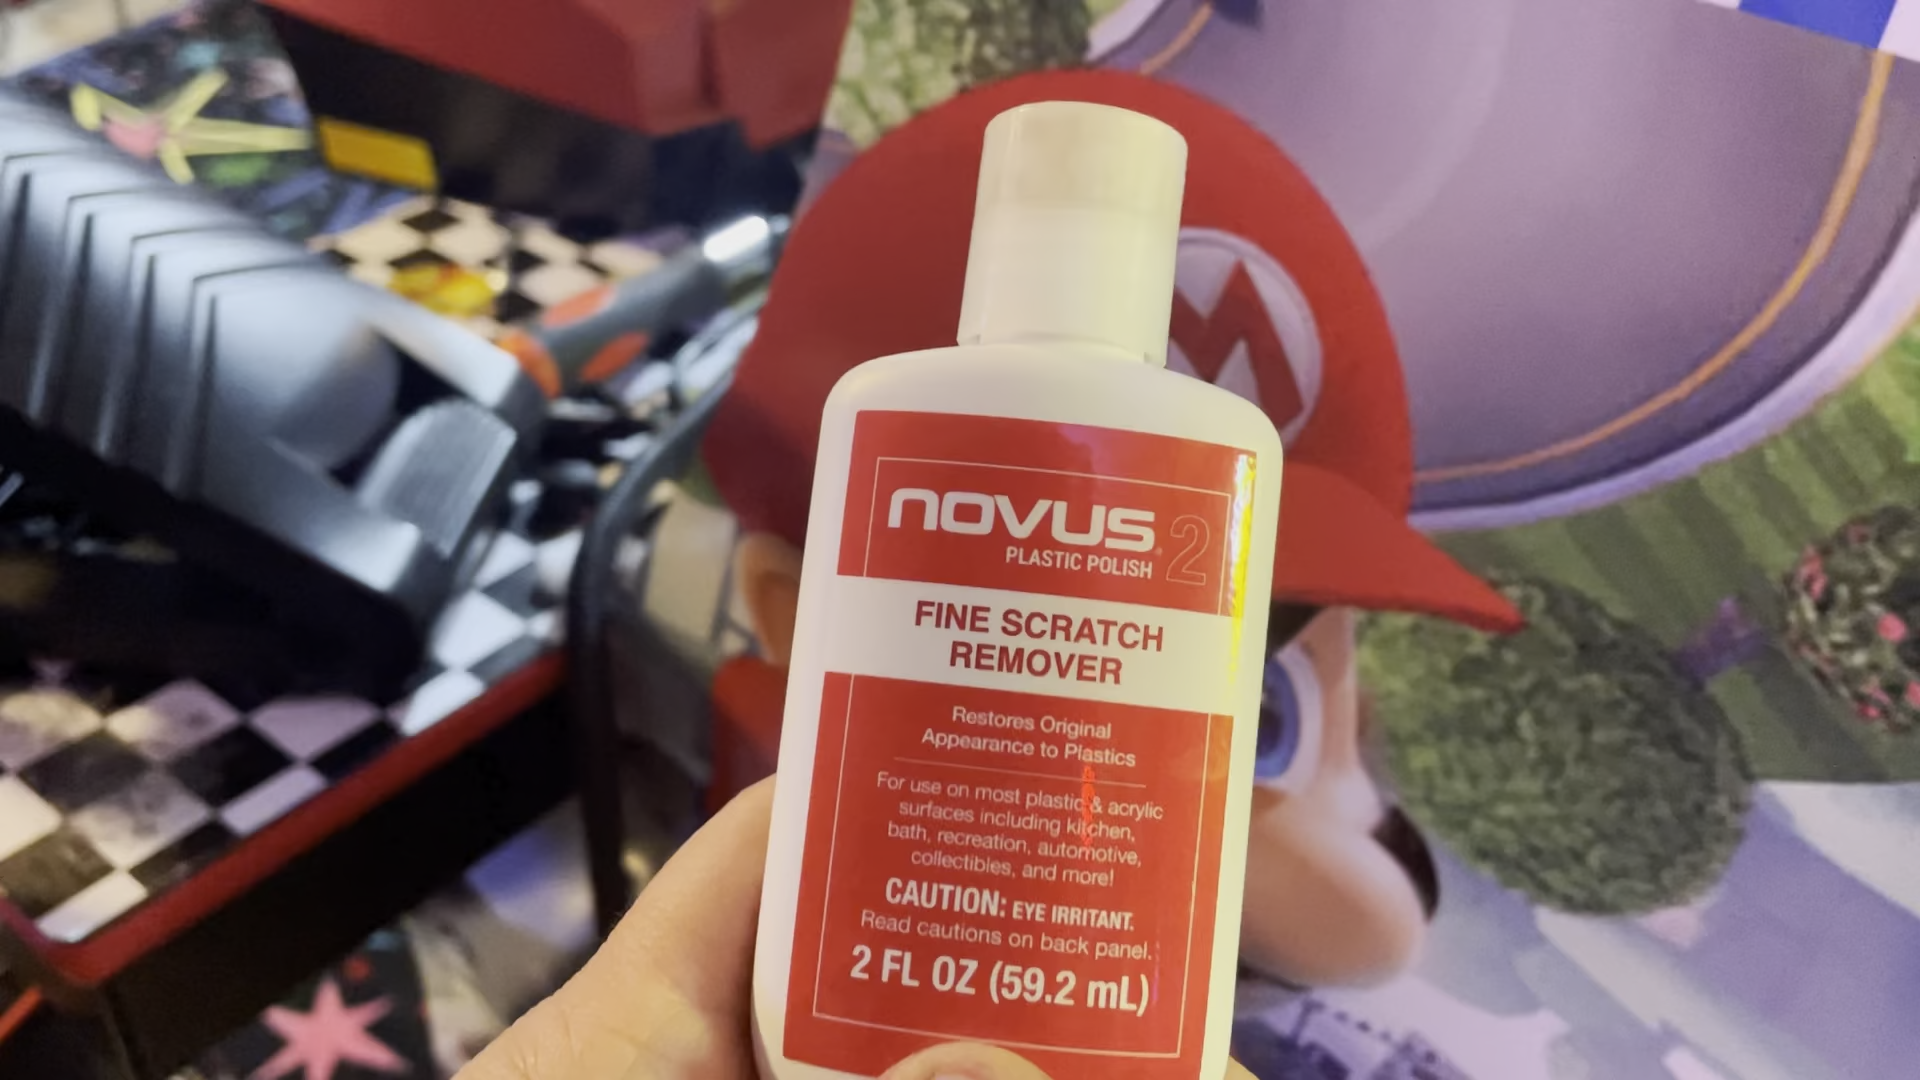 M
NOVUS 2
PLASTIC POLISH
FINE SCRATCH
REMOVER
Restores Original
Appearance to Plastics
For use on most plastic & acrylic
surfaces including kitchen,
bath, recreation, automotive,
collectibles, and more!
CAUTION: EYE IRRITANT.
Read cautions on back panel.
2 FL OZ (59.2 mL)